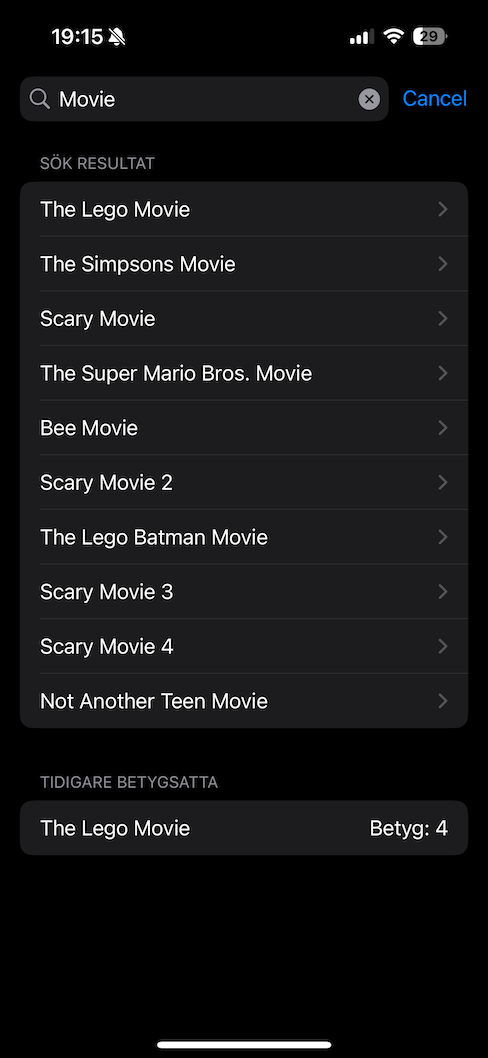 19:15
29
Movie
Cancel
SÖK RESULTAT
The Lego Movie
The Simpsons Movie
Scary Movie
The Super Mario Bros. Movie
Bee Movie
Scary Movie 2
The Lego Batman Movie
Scary Movie 3
Scary Movie 4
Not Another Teen Movie
TIDIGARE BETYGSATTA
The Lego Movie Betyg: 4